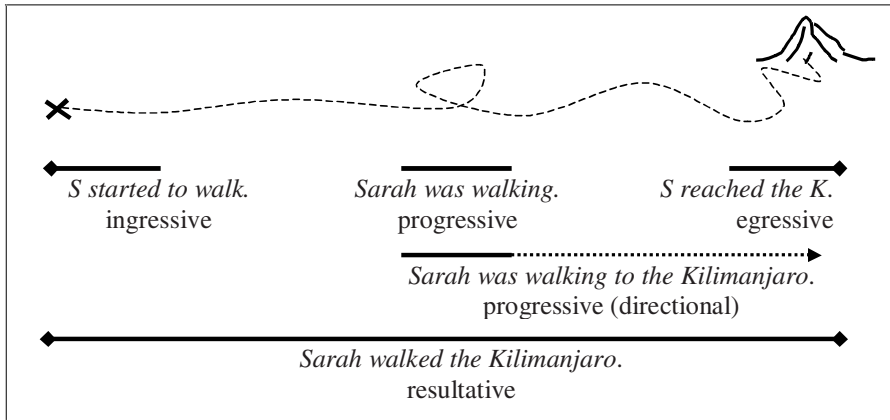 S started to walk.
ingressive
Sarah was walking.
progressive
S reached the K.
egressive
Sarah was walking to the Kilimanjaro.
progressive (directional)
Sarah walked the Kilimanjaro.
resultative